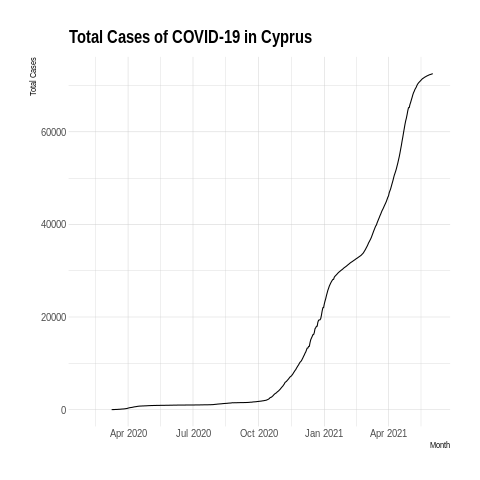 Total Cases of COVID-19 in Cyprus
Total Cases
60000
40000
20000
0
Apr 2020 Jul 2020 Oct 2020 Jan 2021 Apr 2021
Month